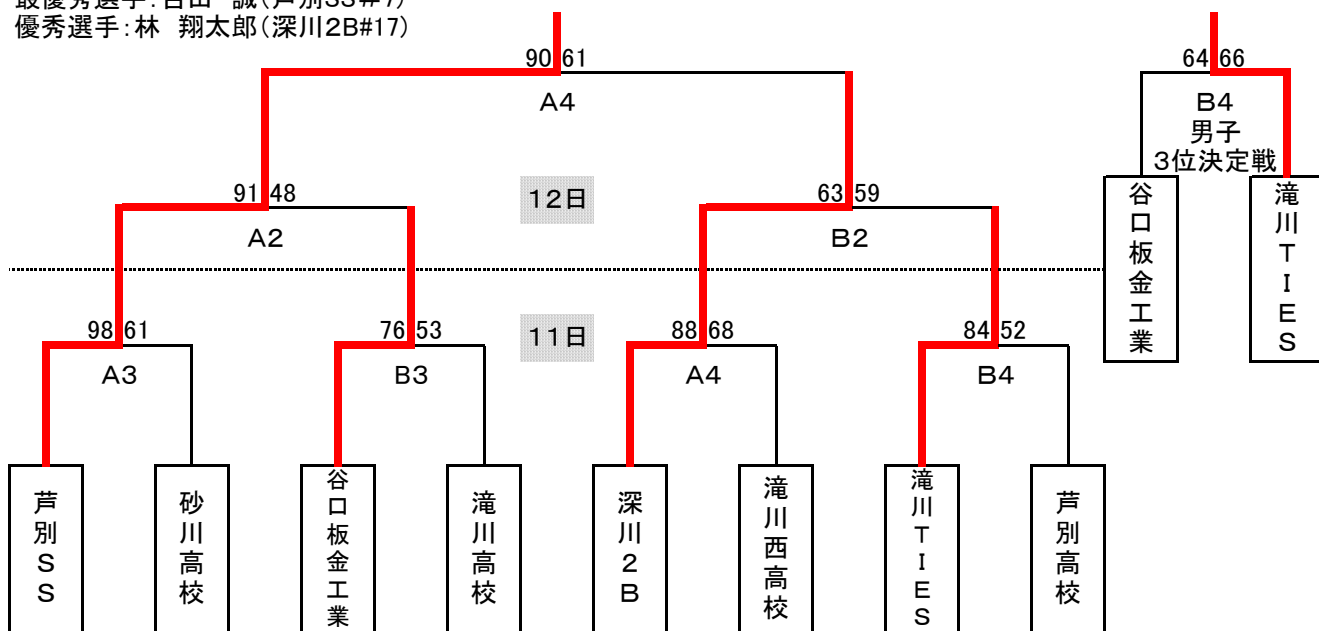 優秀選手:林 翔太郎(深川2B#17)
90 61
A4
64 66
B4
男子
3位決定戦
谷口板金工業
滝川TIES
91 48
A2
12日
63 59
B2
98 61
A3
76 53
B3
11日
88 68
A4
84 52
B4
芦別SS
砂川高校
谷口板金工業
滝川高校
深川2B
滝川西高校
滝川TIES
芦別高校